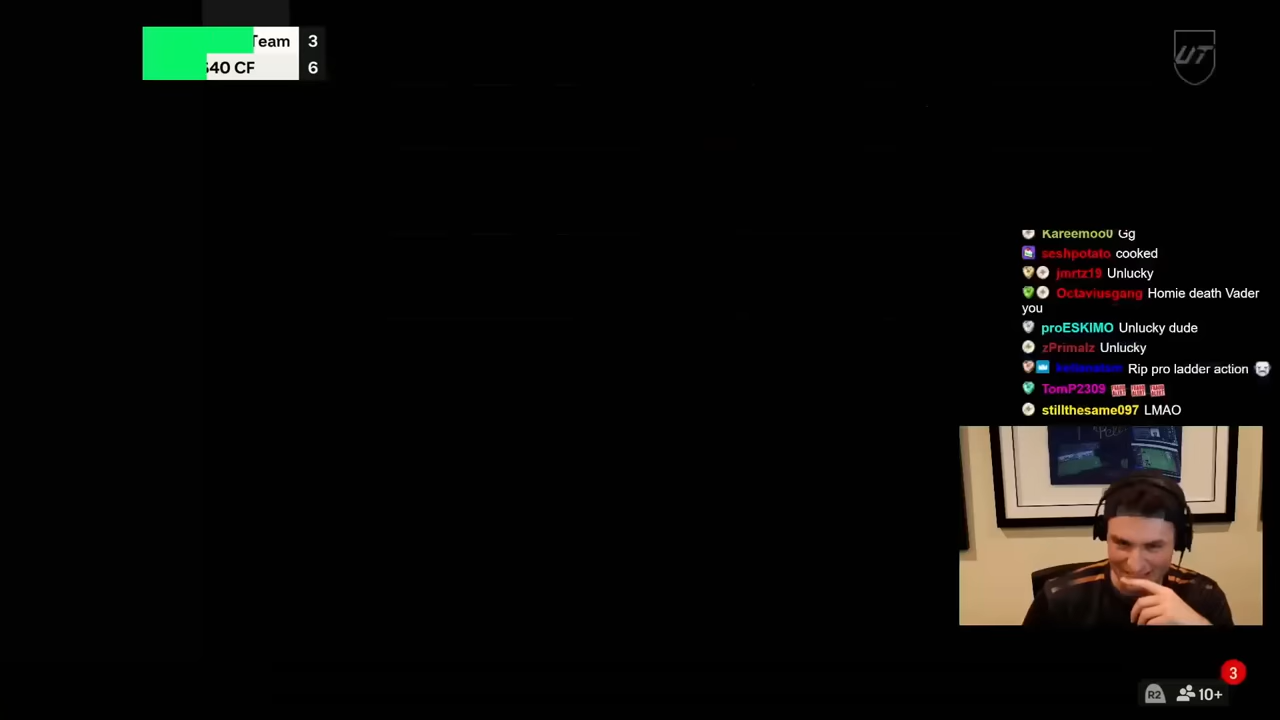 Team 3
40 CF 6
UT
Kareemoo0 Gg
seshpotato cooked
jmrtz19 Unlucky
Octaviusgang Homie death Vader
you
proESKIMO Unlucky dude
zPrimalz Unlucky
Rip pro ladder action
TomP2309
stillthesame097 LMAO
3
R2 10+